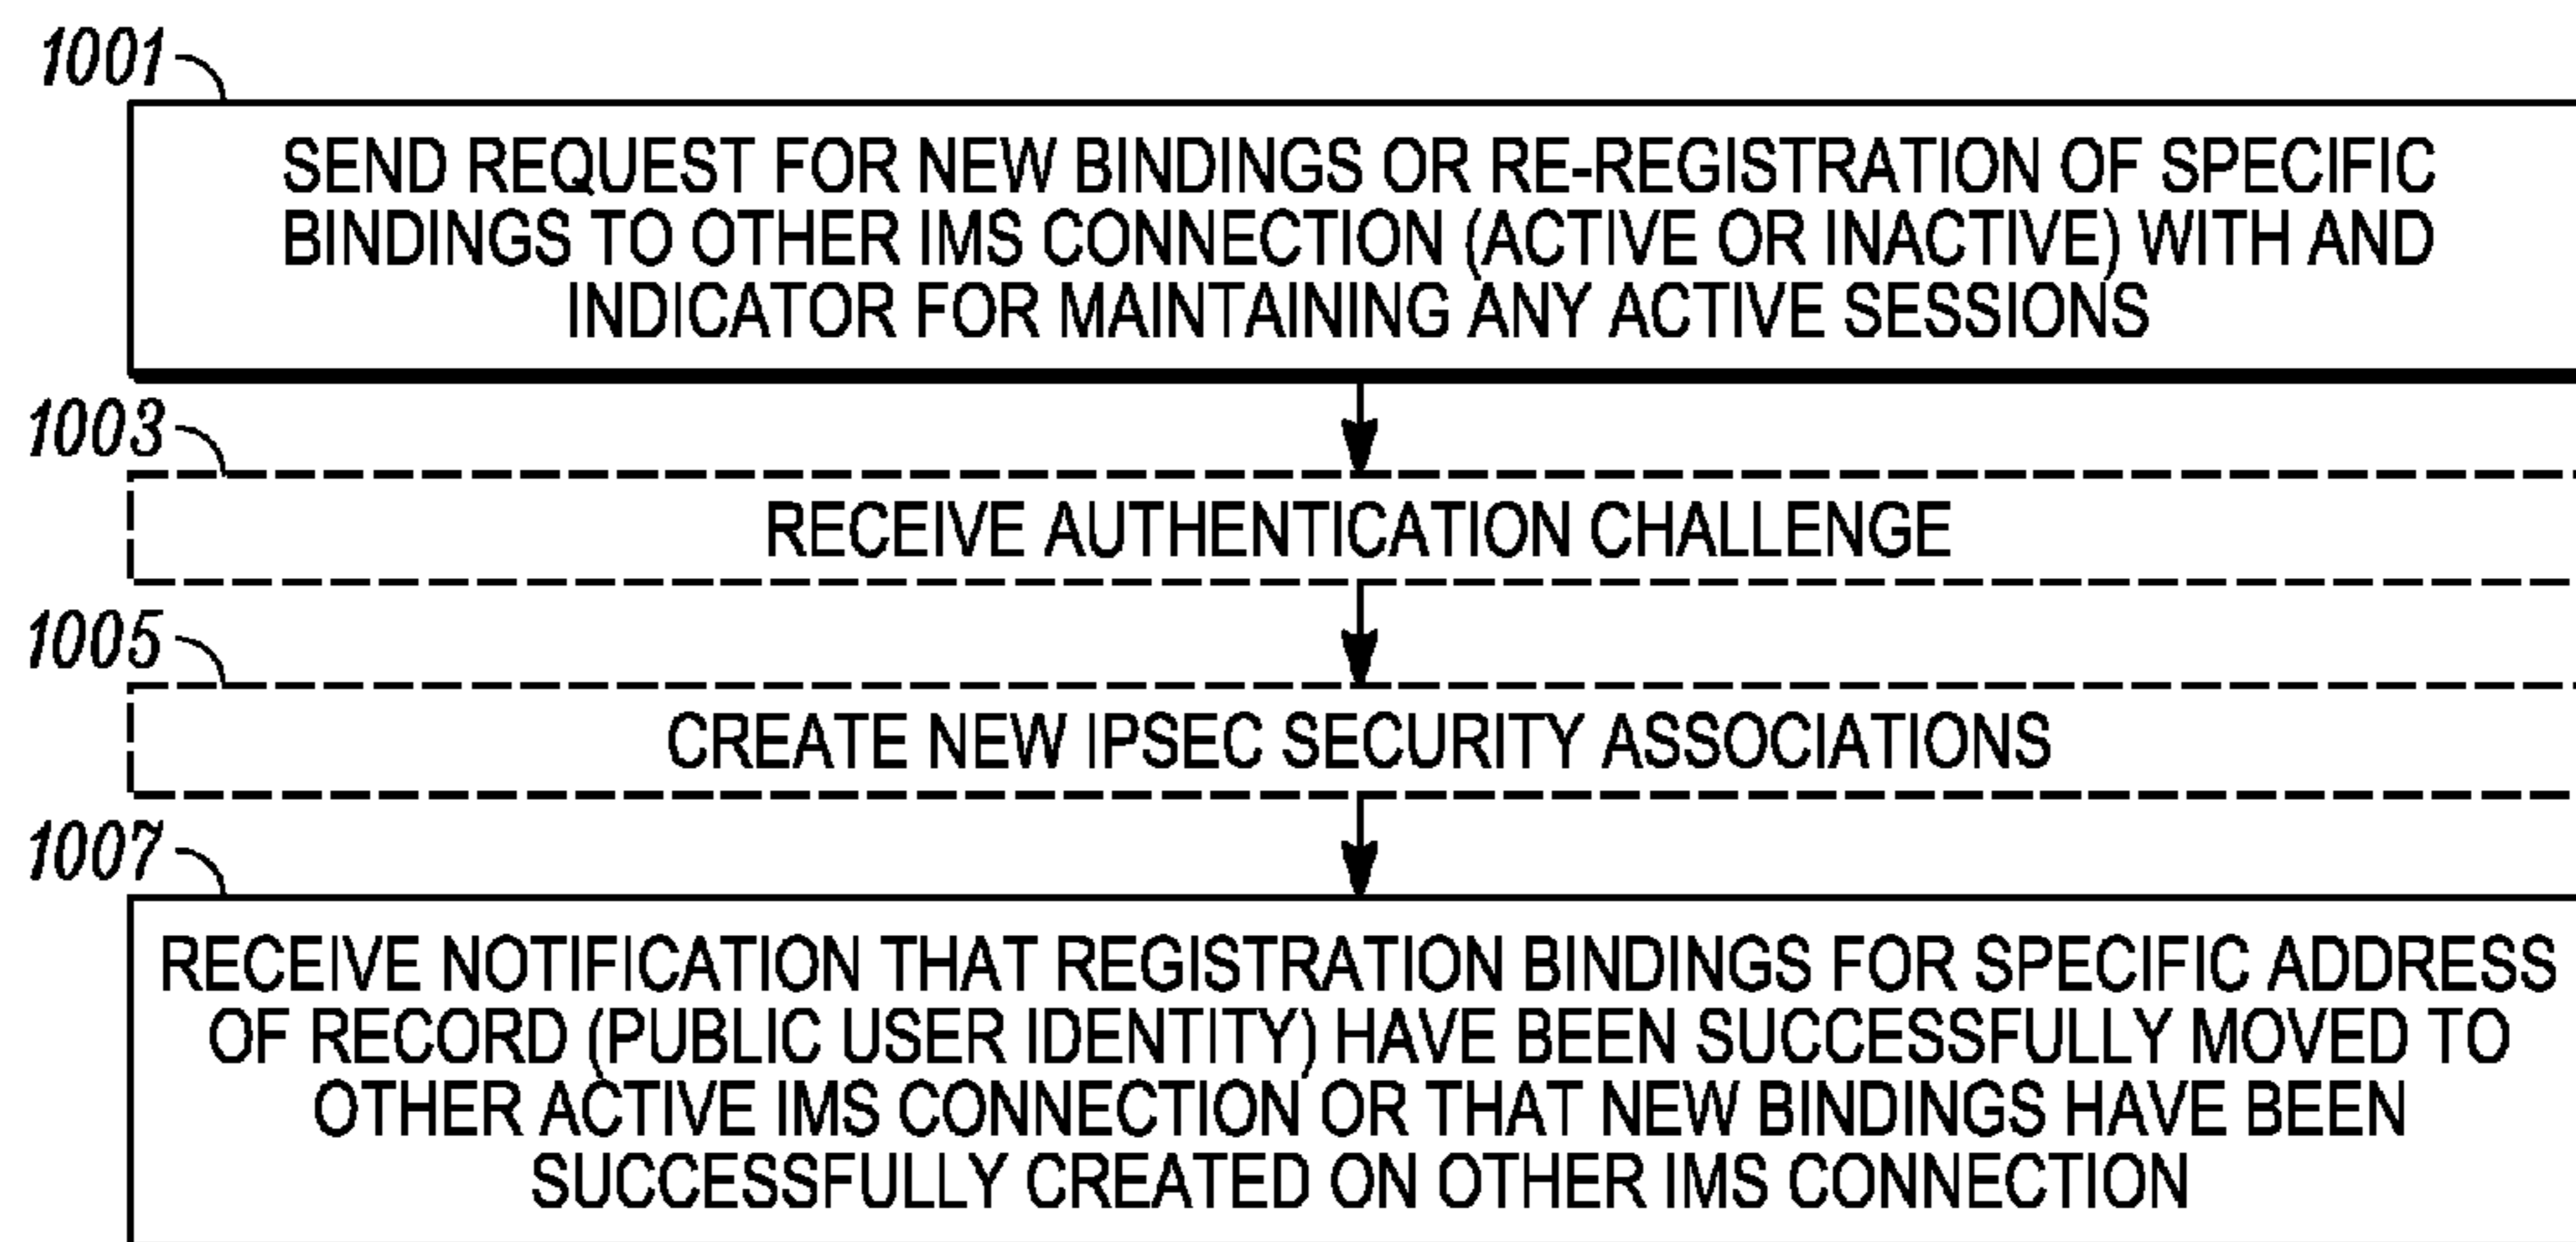 1001
SEND REQUEST FOR NEW BINDINGS OR RE-REGISTRATION OF SPECIFIC
BINDINGS TO OTHER IMS CONNECTION (ACTIVE OR INACTIVE) WITH AND
INDICATOR FOR MAINTAINING ANY ACTIVE SESSIONS
1003
RECEIVE AUTHENTICATION CHALLENGE
1005
CREATE NEW IPSEC SECURITY ASSOCIATIONS
1007
RECEIVE NOTIFICATION THAT REGISTRATION BINDINGS FOR SPECIFIC ADDRESS
OF RECORD (PUBLIC USER IDENTITY) HAVE BEEN SUCCESSFULLY MOVED TO
OTHER ACTIVE IMS CONNECTION OR THAT NEW BINDINGS HAVE BEEN
SUCCESSFULLY CREATED ON OTHER IMS CONNECTION